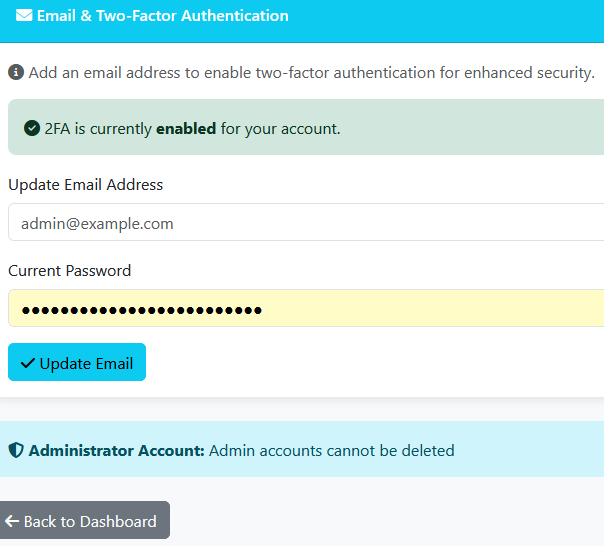 Email & Two-Factor Authentication
Add an email address to enable two-factor authentication for enhanced security.
2FA is currently enabled for your account.
Update Email Address
admin@example.com
Current Password
●●●●●●●●●●●●●●●●●●●●●●●●●
Update Email
Administrator Account: Admin accounts cannot be deleted
Back to Dashboard